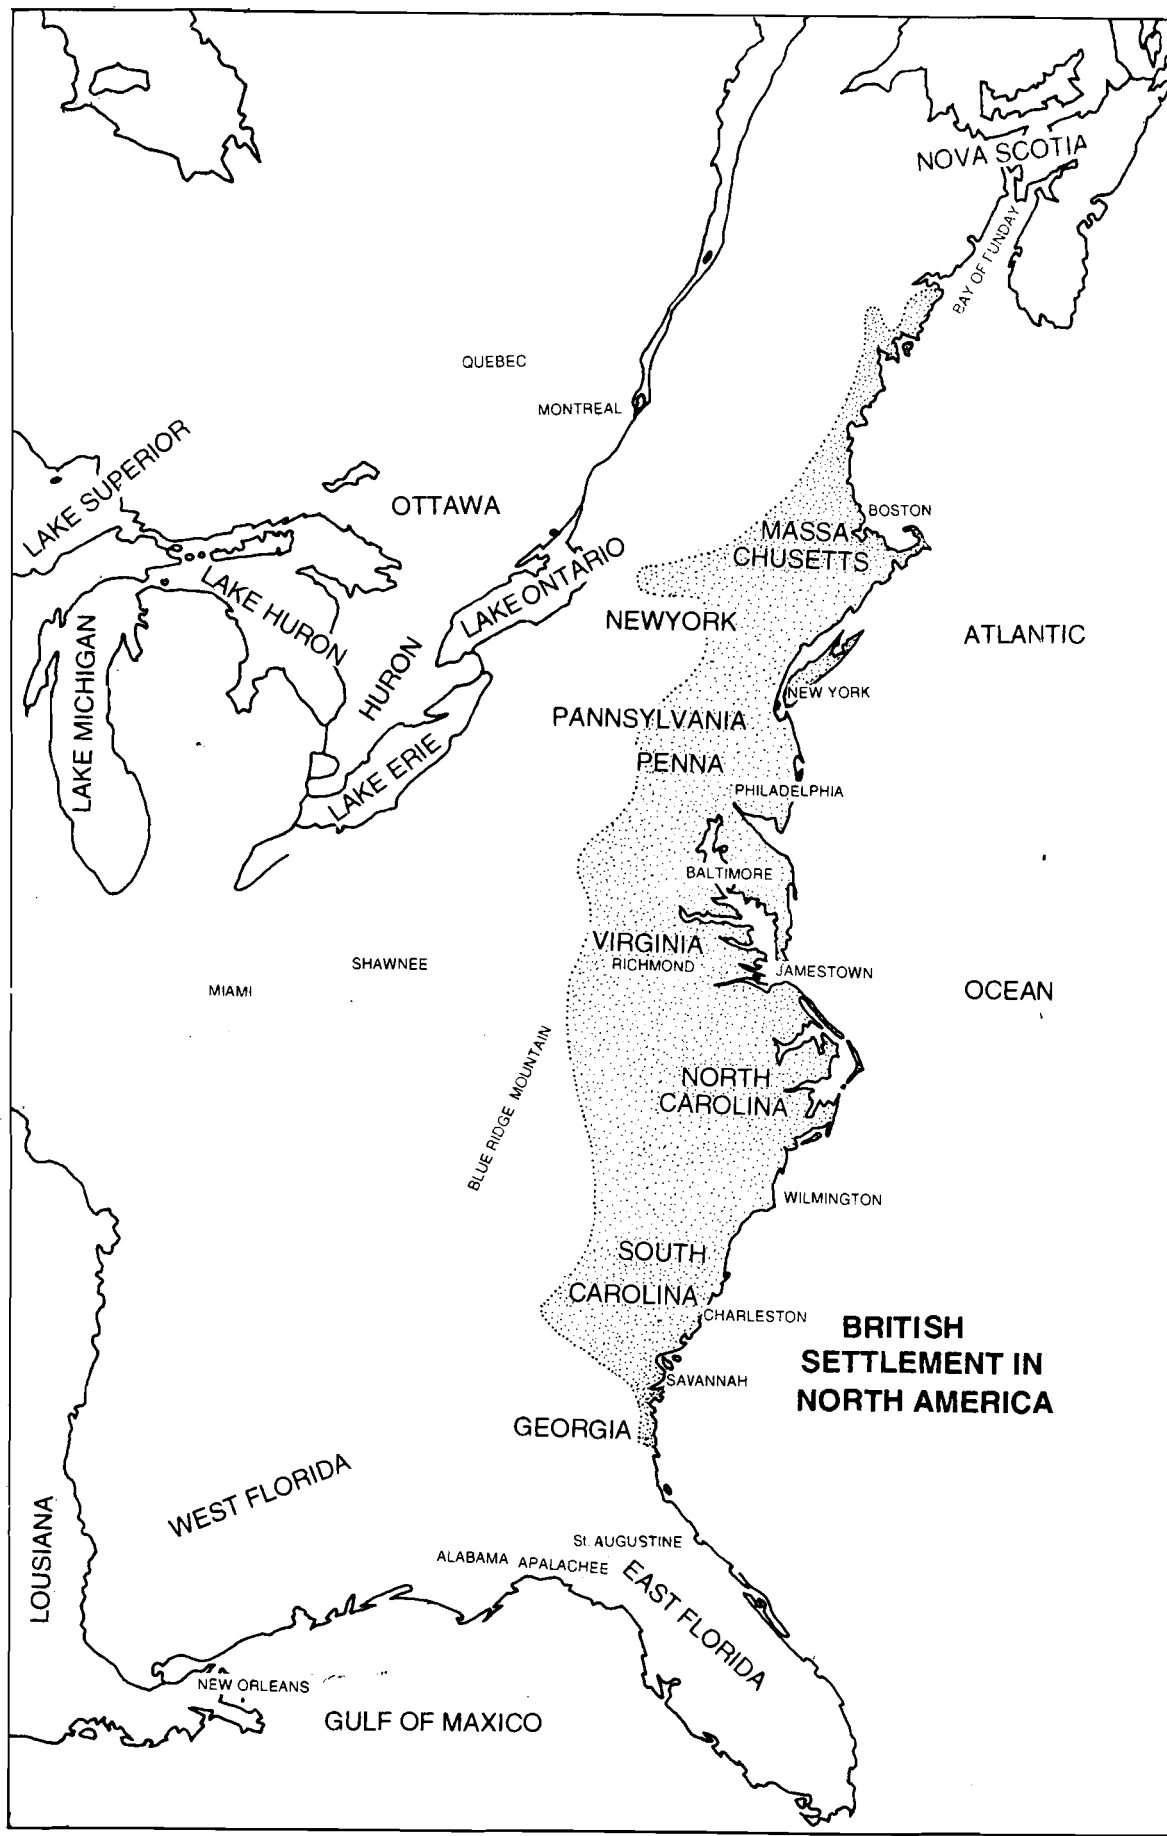 NOVA SCOTIA
BAY OF FUNDAY
QUEBEC
MONTREAL
LAKE SUPERIOR
OTTAWA
BOSTON
MASSA
CHUSETTS
LAKE HURON
LAKE ONTARIO
NEWYORK
ATLANTIC
HURON
LAKE MICHIGAN
NEW YORK
PANNSYLVANIA
LAKE ERIE
PENNA
PHILADELPHIA
BALTIMORE
VIRGINIA
RICHMOND
JAMESTOWN
SHAWNEE
MIAMI
OCEAN
BLUE RIDGE MOUNTAIN
NORTH
CAROLINA
WILMINGTON
SOUTH
CAROLINA
CHARLESTON
BRITISH
SETTLEMENT IN
NORTH AMERICA
SAVANNAH
GEORGIA
WEST FLORIDA
LOUSIANA
St. AUGUSTINE
ALABAMA APALACHEE
EAST FLORIDA
NEW ORLEANS
GULF OF MAXICO